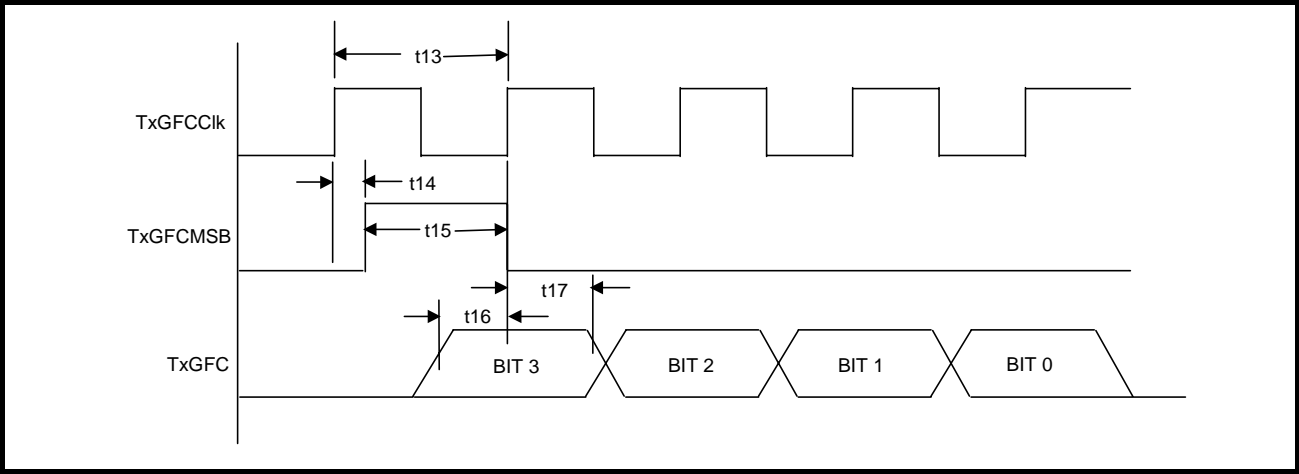 t13
TxGFCClk
t14
TxGFCMSB
t15
t17
t16
TxGFC
BIT 3
BIT 2
BIT 1
BIT 0